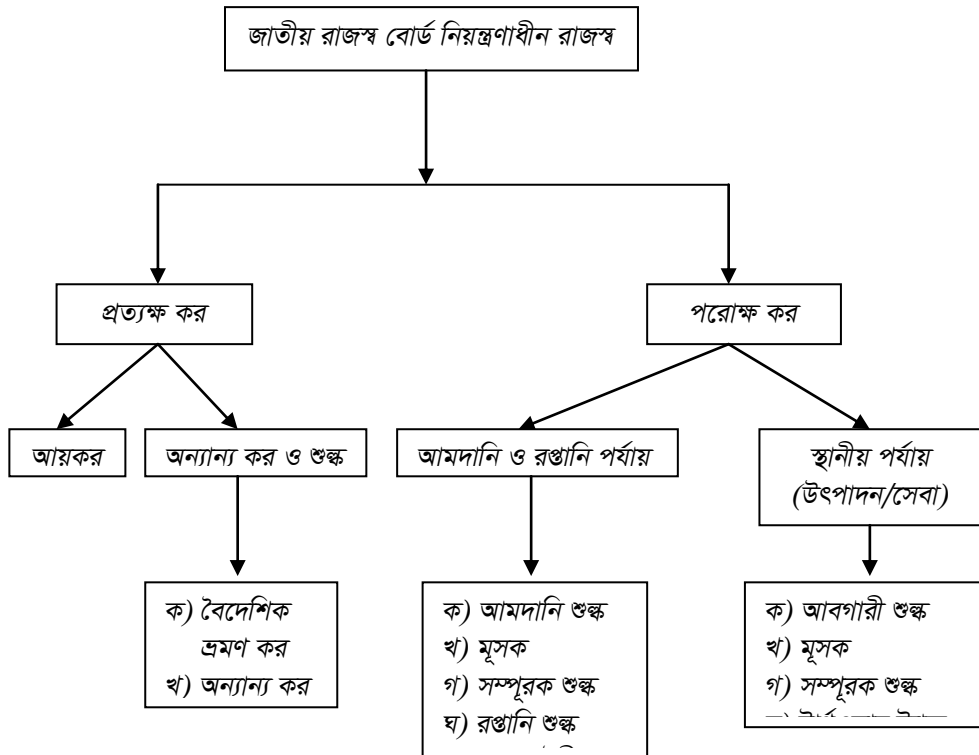 জাতীয় রাজস্ব বোর্ড নিয়ন্ত্রণাধীন রাজস্ব
প্রত্যক্ষ কর
পরোক্ষ কর
আয়কর
অন্যান্য কর ও শুল্ক
আমদানি ও রপ্তানি পর্যায়
স্থানীয় পর্যায়
(উৎপাদন/সেবা)
ক) বৈদেশিক
ভ্রমণ কর
খ) অন্যান্য কর
ক) আমদানি শুল্ক
খ) মূসক
গ) সম্পূরক শুল্ক
ঘ) রপ্তানি শুল্ক
ক) আবগারী শুল্ক
খ) মূসক
গ) সম্পূরক শুল্ক